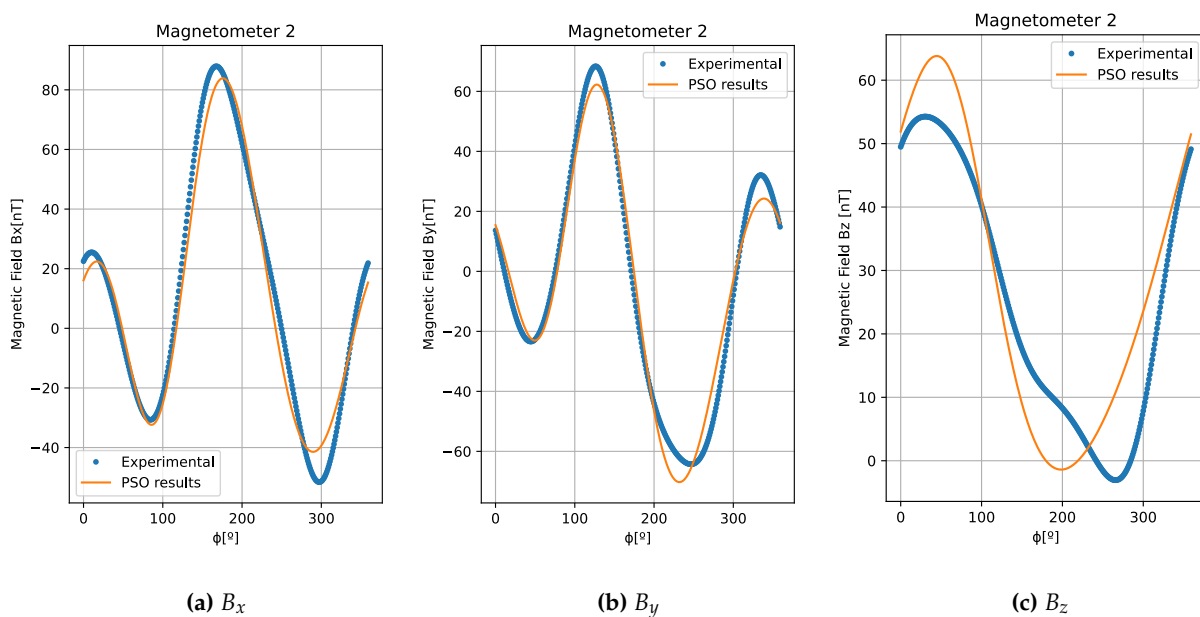 Magnetometer 2
Magnetic Field Bx[nT]
80
60
40
20
0
−20
−40
Experimental
PSO results
0
100
200
300
ϕ[º]
(a) Bx
Magnetometer 2
Magnetic Field By[nT]
60
40
20
0
−20
−40
−60
Experimental
PSO results
0
100
200
300
ϕ[º]
(b) By
Magnetometer 2
Magnetic Field Bz [nT]
60
50
40
30
20
10
0
Experimental
PSO results
0
100
200
300
ϕ[º]
(c) Bz